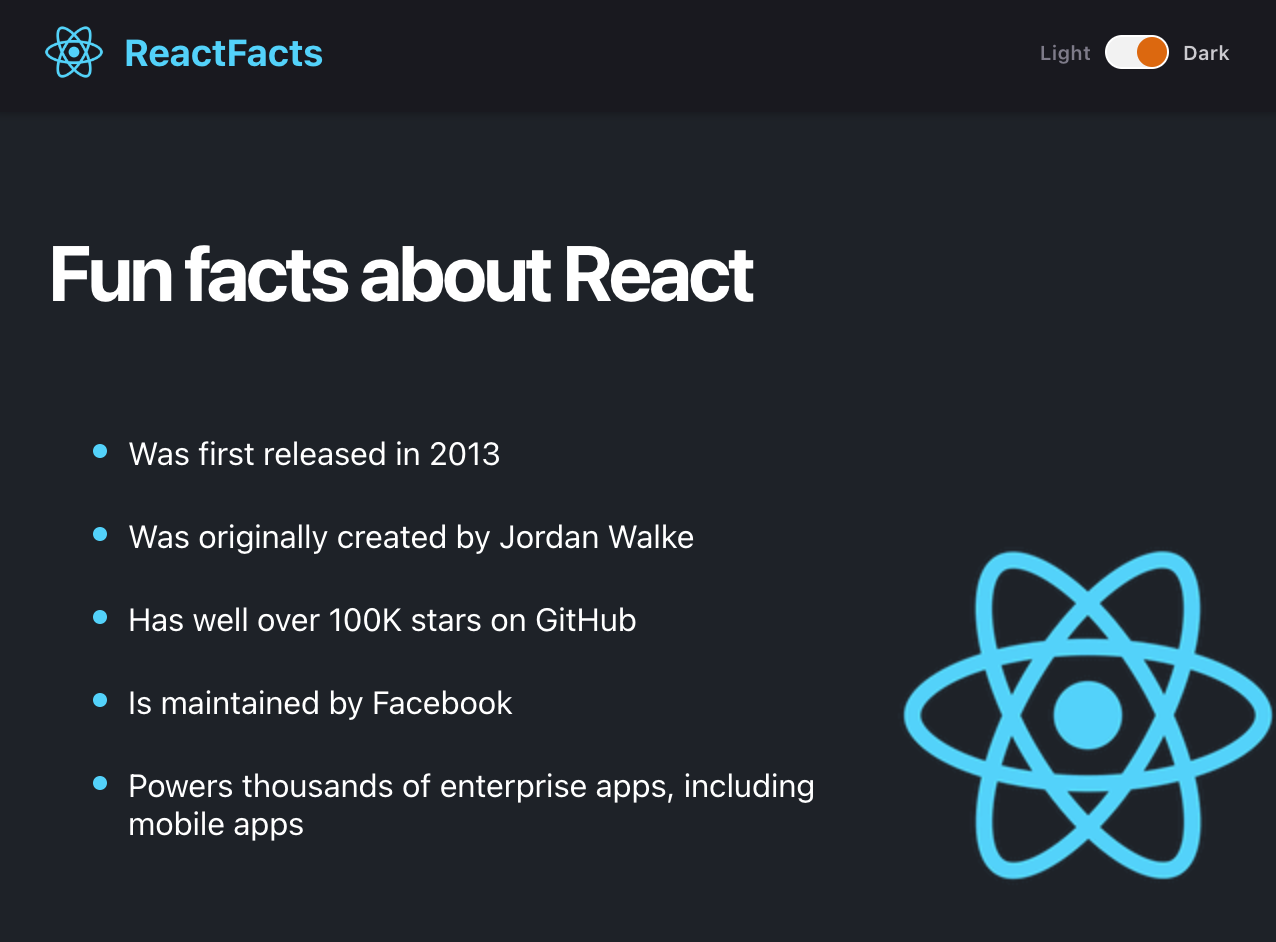 ReactFacts
Light Dark
Fun facts about React
Was first released in 2013
Was originally created by Jordan Walke
Has well over 100K stars on GitHub
Is maintained by Facebook
Powers thousands of enterprise apps, including
mobile apps